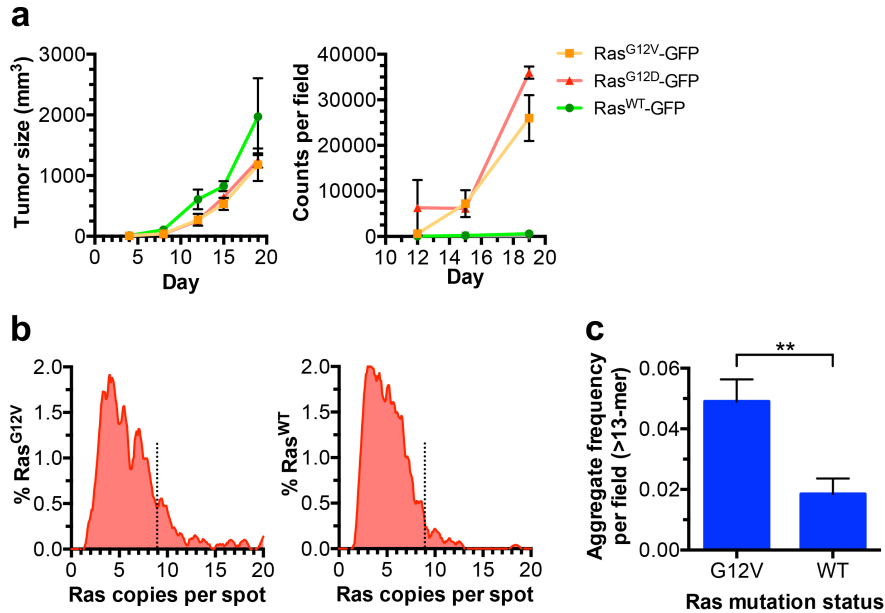 a
Tumor size (mm³)
3000
2000
1000
0
0 5 10 15 20
Day
Counts per field
40000
30000
20000
10000
0
10 12 14 16 18 20
Day
Ras^G12V-GFP
Ras^G12D-GFP
Ras^WT-GFP
b
% Ras^G12V
2.0
1.5
1.0
0.5
0.0
0 5 10 15 20
Ras copies per spot
% Ras^WT
2.0
1.5
1.0
0.5
0.0
0 5 10 15 20
Ras copies per spot
c
Aggregate frequency
per field (>13-mer)
0.06
0.04
0.02
0.00
**
G12V WT
Ras mutation status